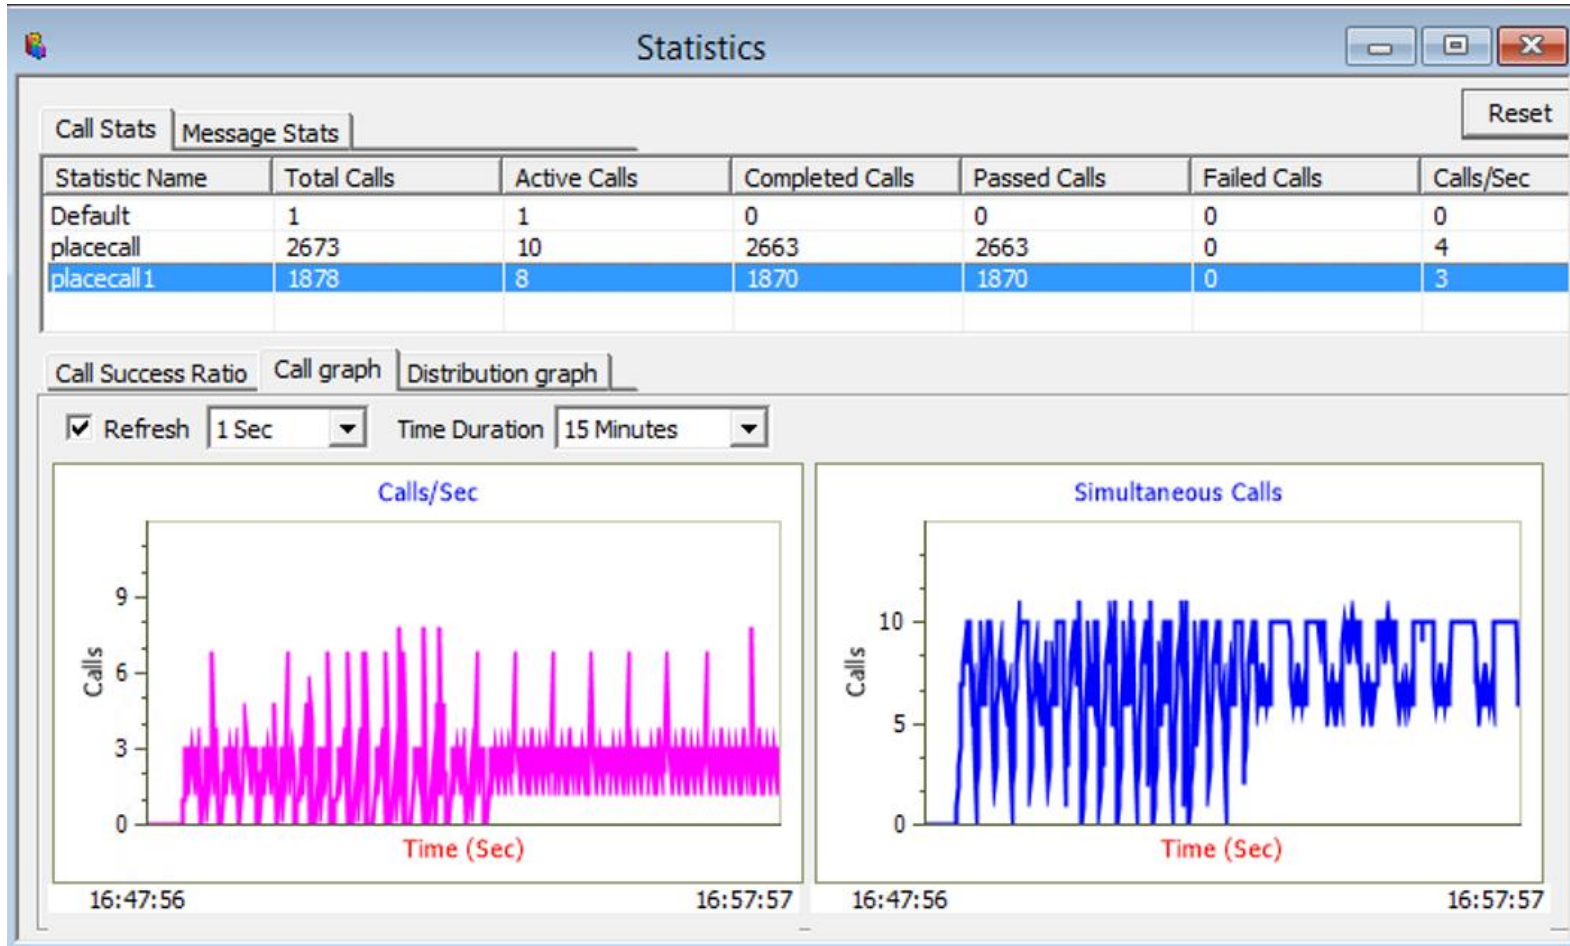 Statistics
Reset
Call Stats Message Stats
Statistic Name Total Calls Active Calls Completed Calls Passed Calls Failed Calls Calls/Sec
Default 1 1 0 0 0 0
placecall 2673 10 2663 2663 0 4
placecall1 1878 8 1870 1870 0 3
Call Success Ratio Call graph Distribution graph
Refresh 1 Sec Time Duration 15 Minutes
Calls/Sec
9
6
3
0
Calls
Time (Sec)
16:47:56 16:57:57
Simultaneous Calls
10
5
0
Calls
Time (Sec)
16:47:56 16:57:57